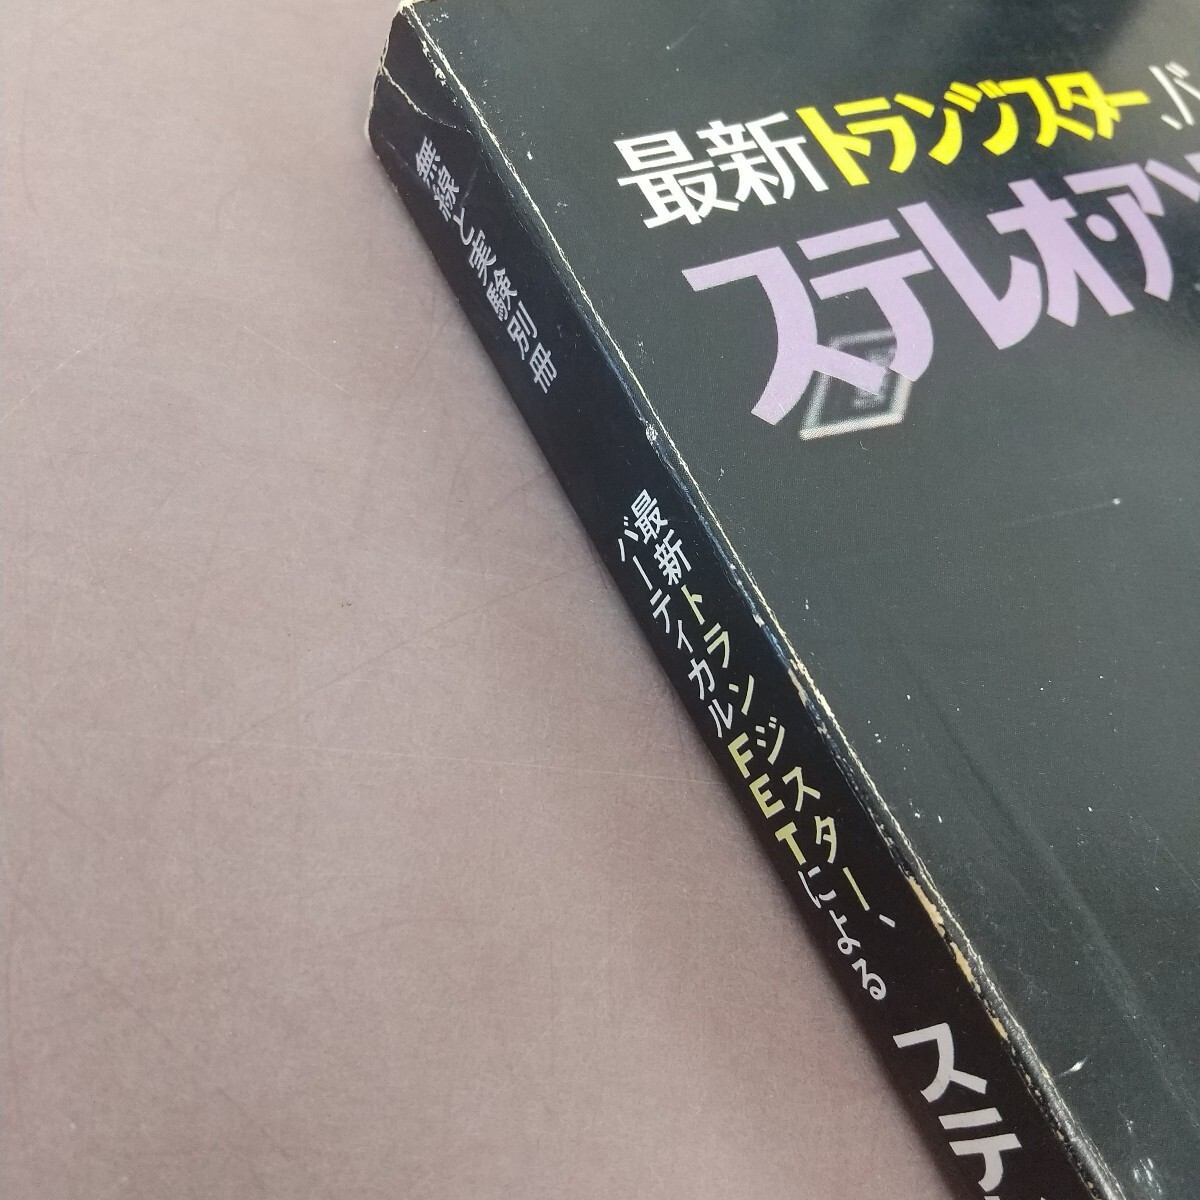 最新トランジスター、バ
ステレオ・アン
無線と実験別冊
最新トランジスター、
バーティカルFETによる
ステ